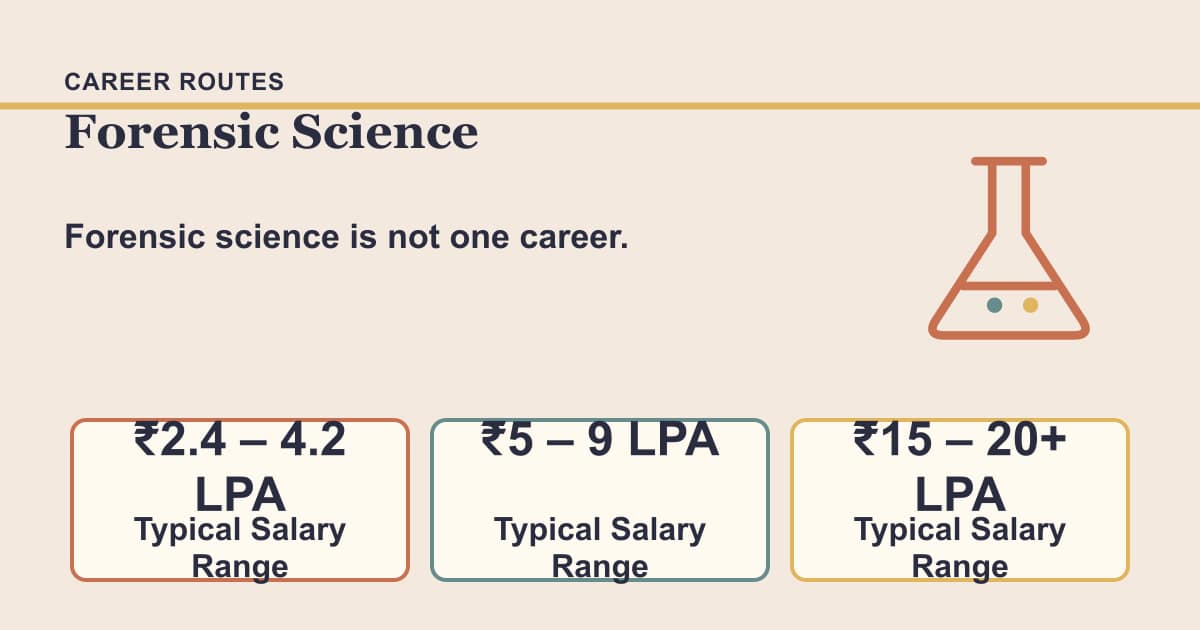 CAREER ROUTES
Forensic Science
Forensic science is not one career.
₹2.4 – 4.2
LPA
Typical Salary
Range
₹5 – 9 LPA
Typical Salary
Range
₹15 – 20+
LPA
Typical Salary
Range